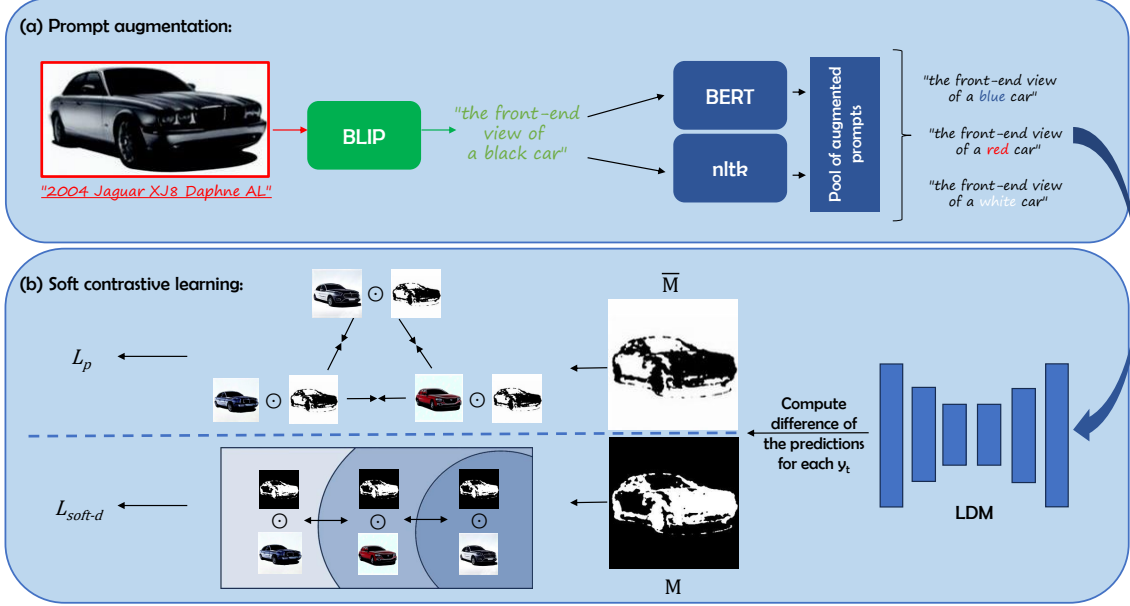 (a) Prompt augmentation:
"2004 Jaguar XJ8 Daphne AL"
BLIP
"the front-end
view of
a black car"
BERT
nltk
Pool of augmented
prompts
"the front-end view
of a blue car"
"the front-end view
of a red car"
"the front-end view
of a white car"
(b) Soft contrastive learning:
L_p
L_{soft-d}
⊙
⊙
⊙
⊙
⊙
⊙
M̅
M
Compute
difference of
the predictions
for each y_t
LDM